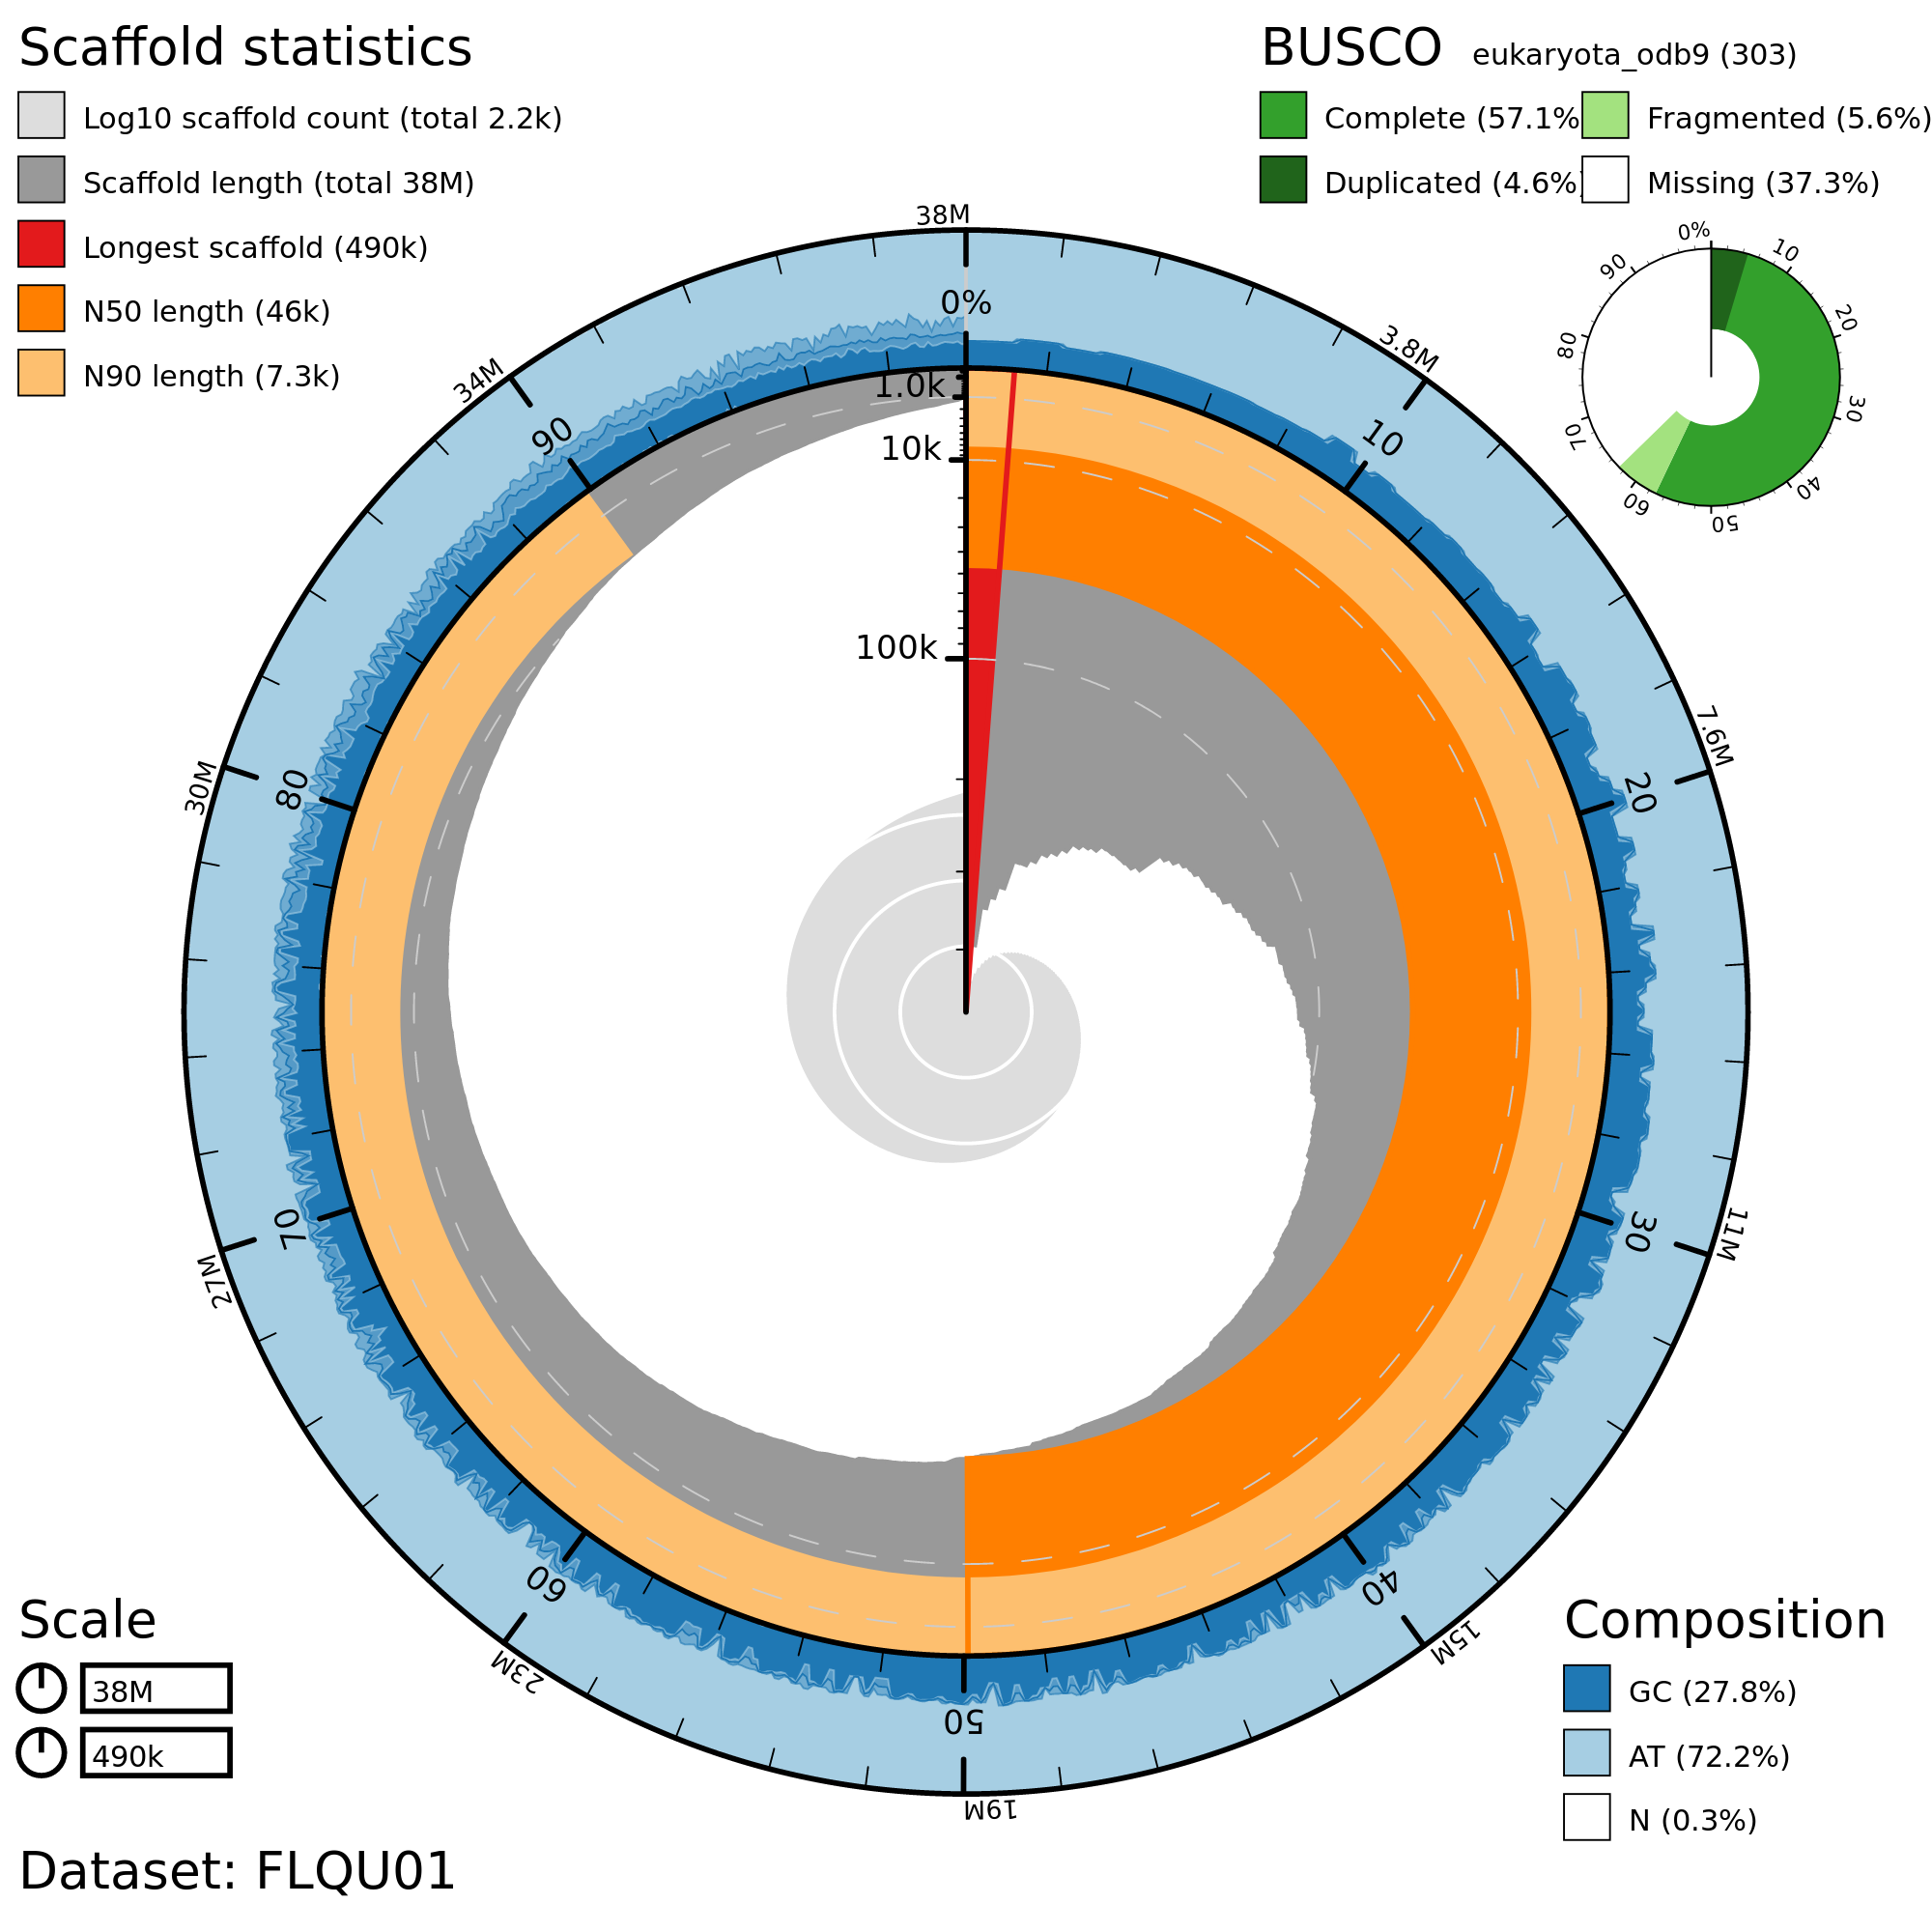 Scaffold statistics
Log10 scaffold count (total 2.2k)
Scaffold length (total 38M)
Longest scaffold (490k)
N50 length (46k)
N90 length (7.3k)
BUSCO eukaryota_odb9 (303)
Complete (57.1% Fragmented (5.6%)
Duplicated (4.6%) Missing (37.3%)
0%
10
20
30
40
50
60
70
80
90
38M
3.8M
7.6M
11M
15M
19M
23M
27M
30M
34M
0%
10
20
30
40
50
60
70
80
90
1.0k
10k
100k
Scale
38M
490k
Composition
GC (27.8%)
AT (72.2%)
N (0.3%)
Dataset: FLQU01